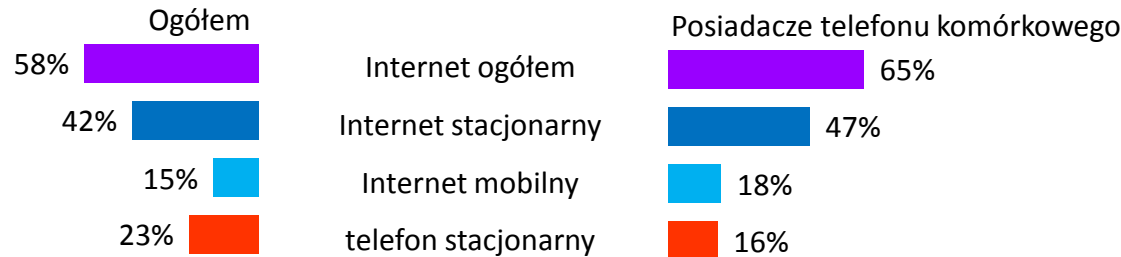 Ogółem
Posiadacze telefonu komórkowego
58% Internet ogółem 65%
42% Internet stacjonarny 47%
15% Internet mobilny 18%
23% telefon stacjonarny 16%